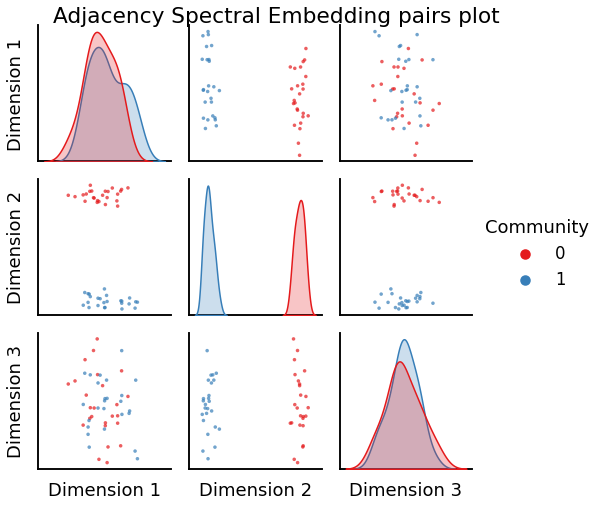 Adjacency Spectral Embedding pairs plot
Dimension 1
Dimension 2
Dimension 3
Community
0
1
Dimension 1
Dimension 2
Dimension 3